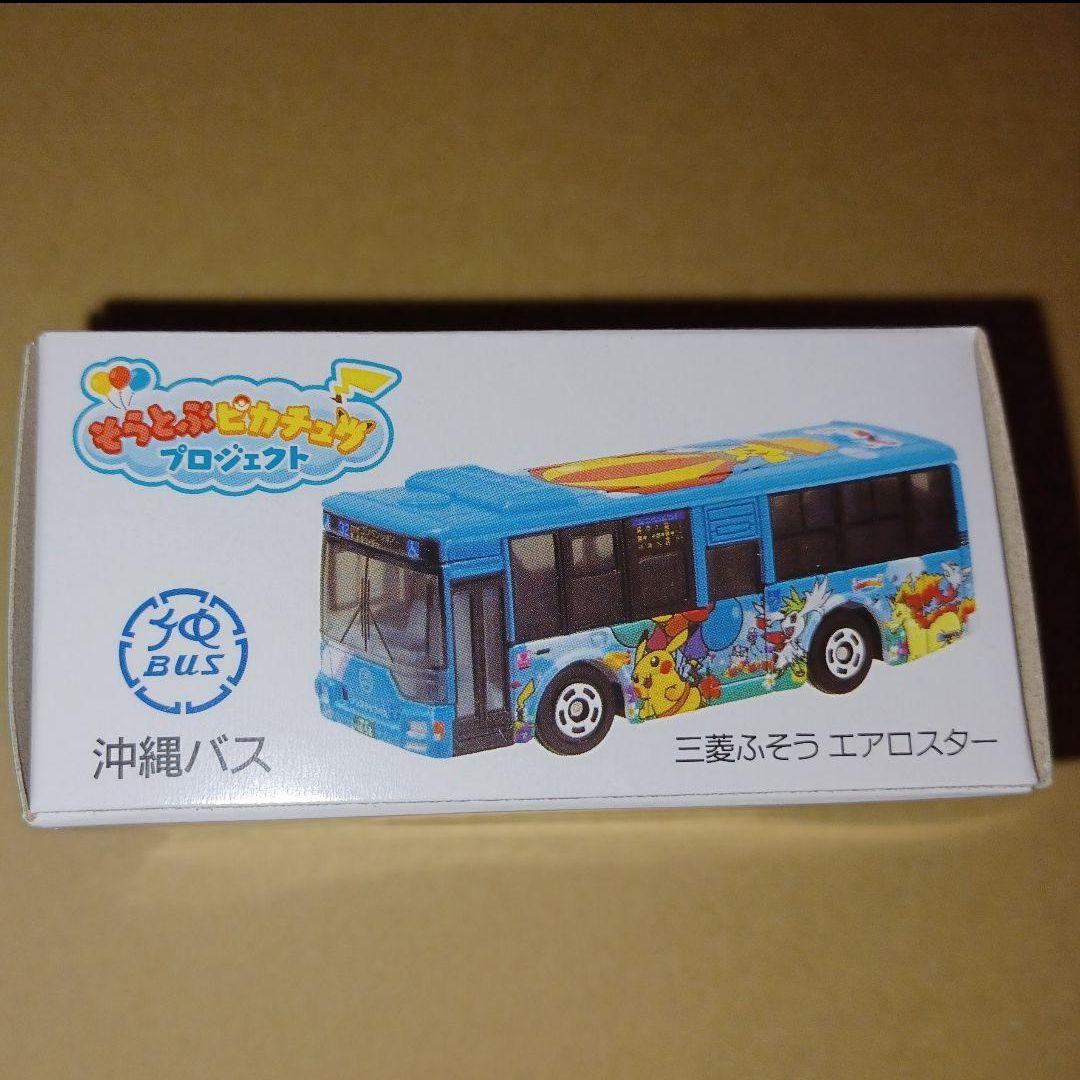 そらとぶピカチュウ
プロジェクト
沖
BUS
沖縄バス
三菱ふそう エアロスター